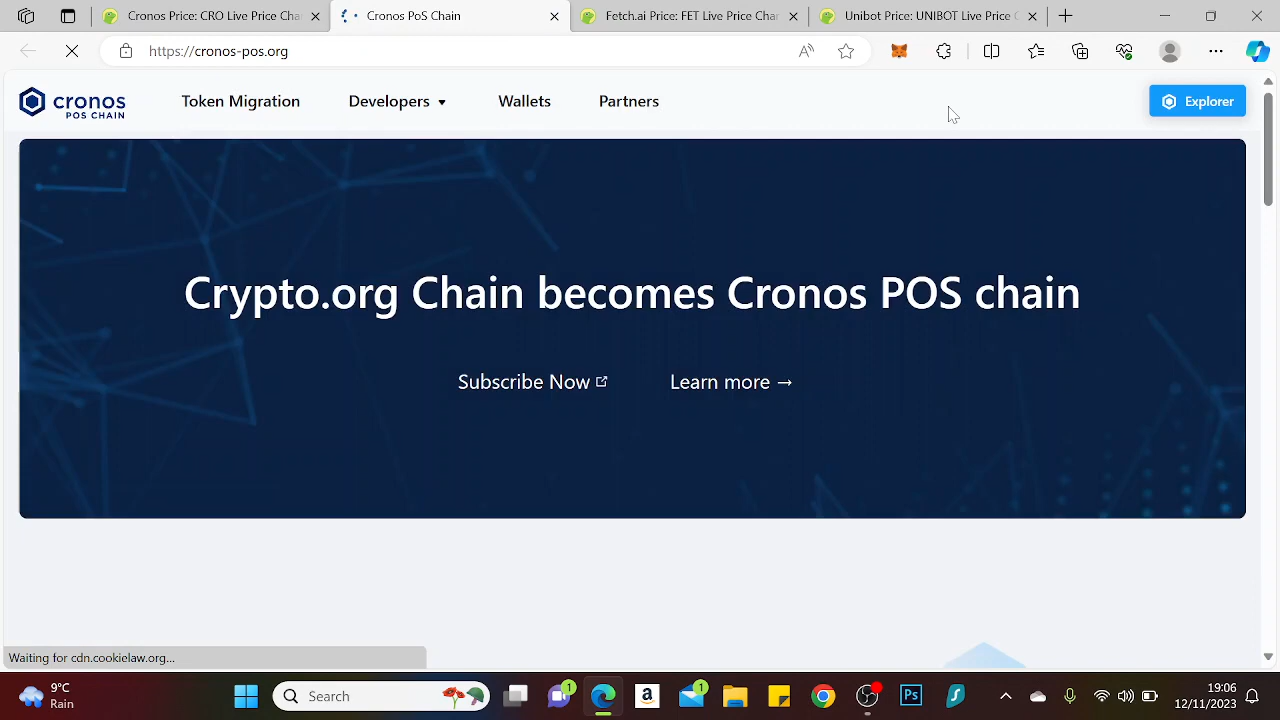 Cronos Price: CRO Live Price Cha
Cronos POS Chain
Fetch.ai Price: FET Live Price Cha
Unibot Price: UNIBOT Live Price C
https://cronos-pos.org
cronos
POS CHAIN
Token Migration
Developers
Wallets
Partners
Explorer
Crypto.org Chain becomes Cronos POS chain
Subscribe Now
Learn more →
Waiting for cdn.cookielaw.org...
9°C
Rain
Search
1
a
1
Ps
19:06
12/11/2023